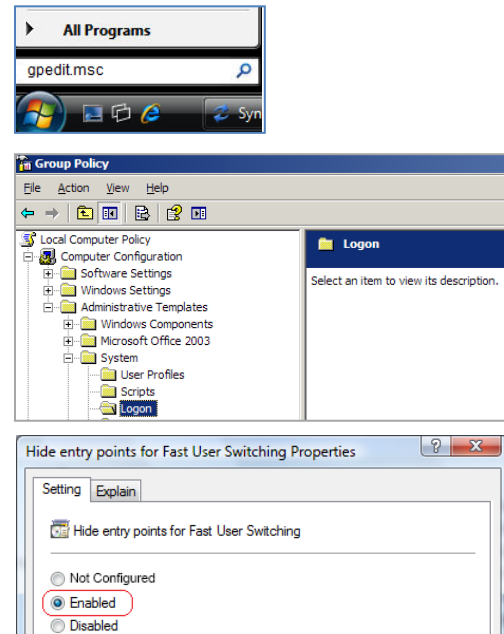 All Programs
gpedit.msc
Syn
Group Policy
File Action View Help
Local Computer Policy
Computer Configuration
Software Settings
Windows Settings
Administrative Templates
Windows Components
Microsoft Office 2003
System
User Profiles
Scripts
Logon
Logon
Select an item to view its description.
Hide entry points for Fast User Switching Properties
Setting Explain
Hide entry points for Fast User Switching
Not Configured
Enabled
Disabled